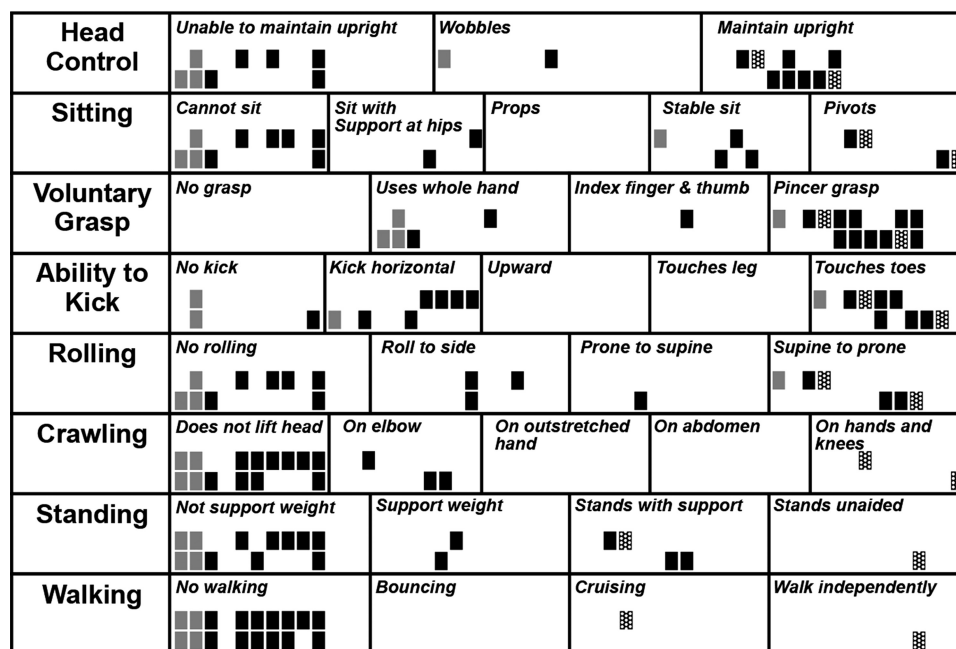 Head
Control
Unable to maintain upright
Wobbles
Maintain upright
Sitting
Cannot sit
Sit with
Support at hips
Props
Stable sit
Pivots
Voluntary
Grasp
No grasp
Uses whole hand
Index finger & thumb
Pincer grasp
Ability to
Kick
No kick
Kick horizontal
Upward
Touches leg
Touches toes
Rolling
No rolling
Roll to side
Prone to supine
Supine to prone
Crawling
Does not lift head
On elbow
On outstretched
hand
On abdomen
On hands and
knees
Standing
Not support weight
Support weight
Stands with support
Stands unaided
Walking
No walking
Bouncing
Cruising
Walk independently